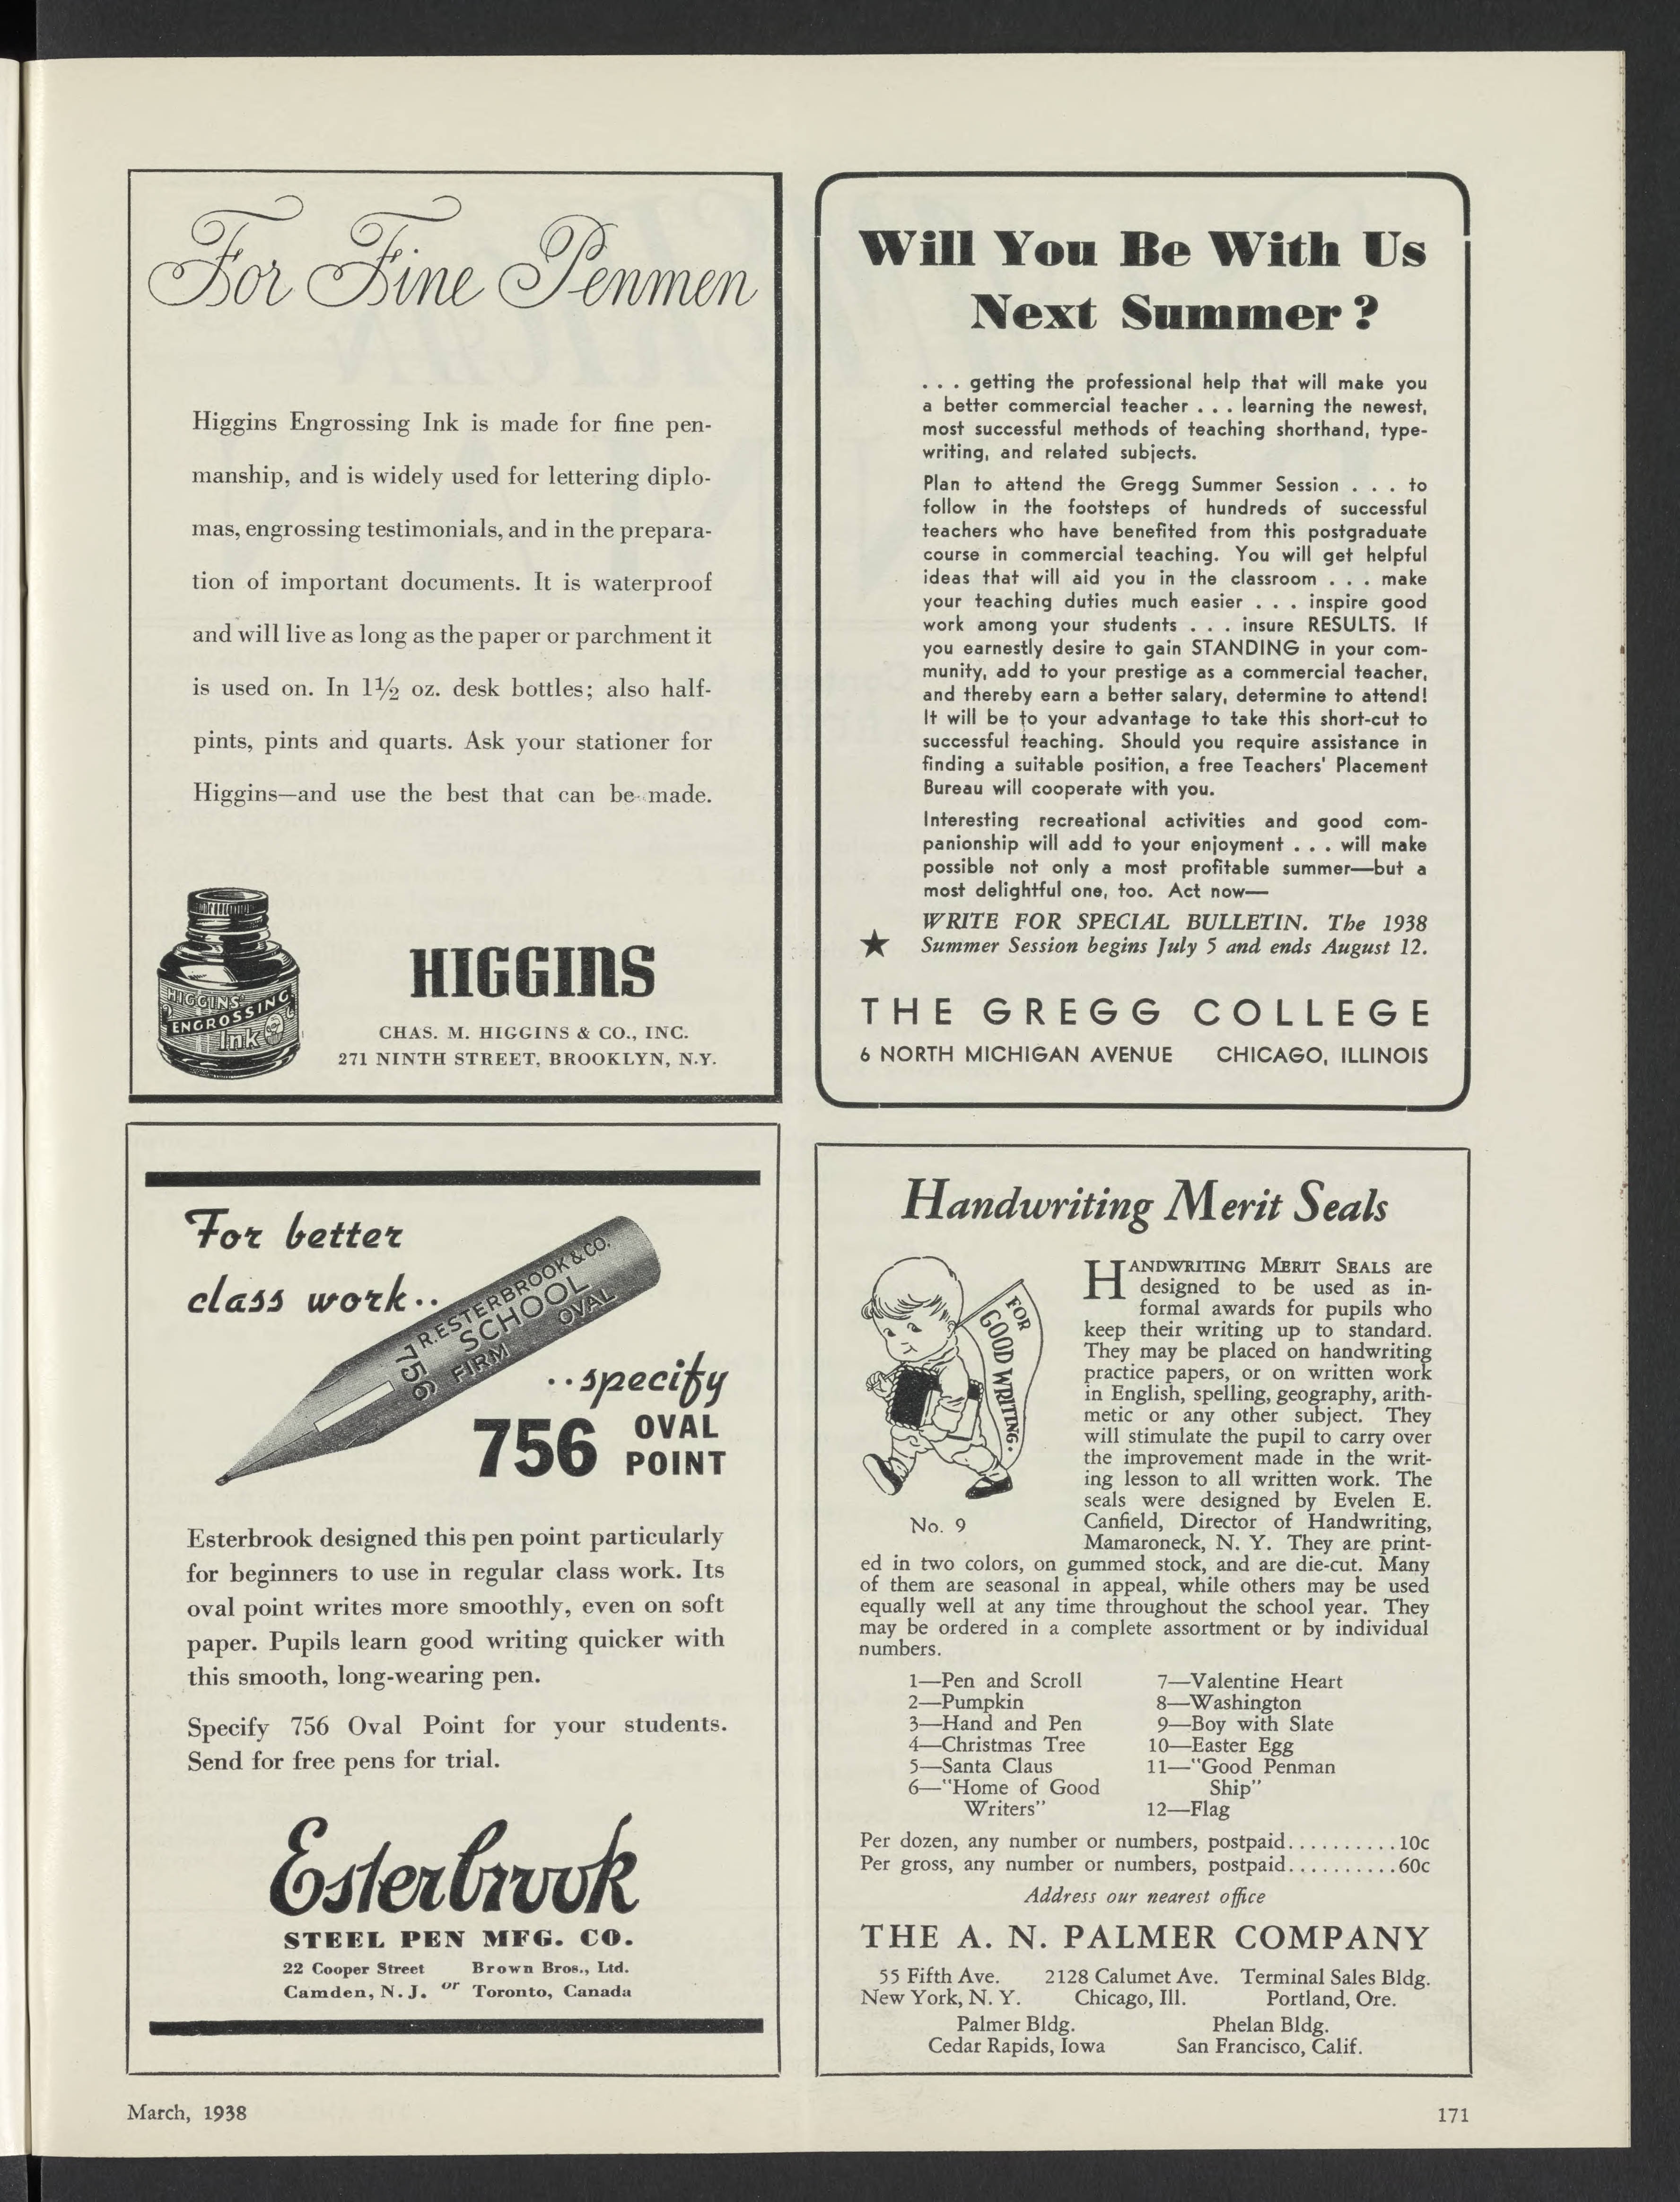 For Fine Penmen
Higgins Engrossing Ink is made for fine pen-
manship, and is widely used for lettering diplo-
mas, engrossing testimonials, and in the prepara-
tion of important documents. It is waterproof
and will live as long as the paper or parchment it
is used on. In 1½ oz. desk bottles; also half-
pints, pints and quarts. Ask your stationer for
Higgins—and use the best that can be made.
HIGGINS'
ENGROSSING
Ink
HIGGINS
CHAS. M. HIGGINS & CO., INC.
271 NINTH STREET, BROOKLYN, N.Y.
Will You Be With Us
Next Summer?
. . . getting the professional help that will make you
a better commercial teacher . . . learning the newest,
most successful methods of teaching shorthand, type-
writing, and related subjects.
Plan to attend the Gregg Summer Session . . . to
follow in the footsteps of hundreds of successful
teachers who have benefited from this postgraduate
course in commercial teaching. You will get helpful
ideas that will aid you in the classroom . . . make
your teaching duties much easier . . . inspire good
work among your students . . . insure RESULTS. If
you earnestly desire to gain STANDING in your com-
munity, add to your prestige as a commercial teacher,
and thereby earn a better salary, determine to attend!
It will be to your advantage to take this short-cut to
successful teaching. Should you require assistance in
finding a suitable position, a free Teachers' Placement
Bureau will cooperate with you.
Interesting recreational activities and good com-
panionship will add to your enjoyment . . . will make
possible not only a most profitable summer—but a
most delightful one, too. Act now—
WRITE FOR SPECIAL BULLETIN. The 1938
★ Summer Session begins July 5 and ends August 12.
THE GREGG COLLEGE
6 NORTH MICHIGAN AVENUE CHICAGO, ILLINOIS
For better
class work..
R.ESTERBROOK & CO.
SCHOOL
756 FIRM OVAL
..specify
756 OVAL
POINT
Esterbrook designed this pen point particularly
for beginners to use in regular class work. Its
oval point writes more smoothly, even on soft
paper. Pupils learn good writing quicker with
this smooth, long-wearing pen.
Specify 756 Oval Point for your students.
Send for free pens for trial.
Esterbrook
STEEL PEN MFG. CO.
22 Cooper Street Brown Bros., Ltd.
Camden, N. J. or Toronto, Canada
Handwriting Merit Seals
FOR
GOOD WRITING.
No. 9
HANDWRITING MERIT SEALS are
designed to be used as in-
formal awards for pupils who
keep their writing up to standard.
They may be placed on handwriting
practice papers, or on written work
in English, spelling, geography, arith-
metic or any other subject. They
will stimulate the pupil to carry over
the improvement made in the writ-
ing lesson to all written work. The
seals were designed by Evelen E.
Canfield, Director of Handwriting,
Mamaroneck, N. Y. They are print-
ed in two colors, on gummed stock, and are die-cut. Many
of them are seasonal in appeal, while others may be used
equally well at any time throughout the school year. They
may be ordered in a complete assortment or by individual
numbers.
1—Pen and Scroll
2—Pumpkin
3—Hand and Pen
4—Christmas Tree
5—Santa Claus
6—"Home of Good
Writers"
7—Valentine Heart
8—Washington
9—Boy with Slate
10—Easter Egg
11—"Good Penman
Ship"
12—Flag
Per dozen, any number or numbers, postpaid..........10c
Per gross, any number or numbers, postpaid..........60c
Address our nearest office
THE A. N. PALMER COMPANY
55 Fifth Ave. 2128 Calumet Ave. Terminal Sales Bldg.
New York, N. Y. Chicago, Ill. Portland, Ore.
Palmer Bldg. Phelan Bldg.
Cedar Rapids, Iowa San Francisco, Calif.
March, 1938
171